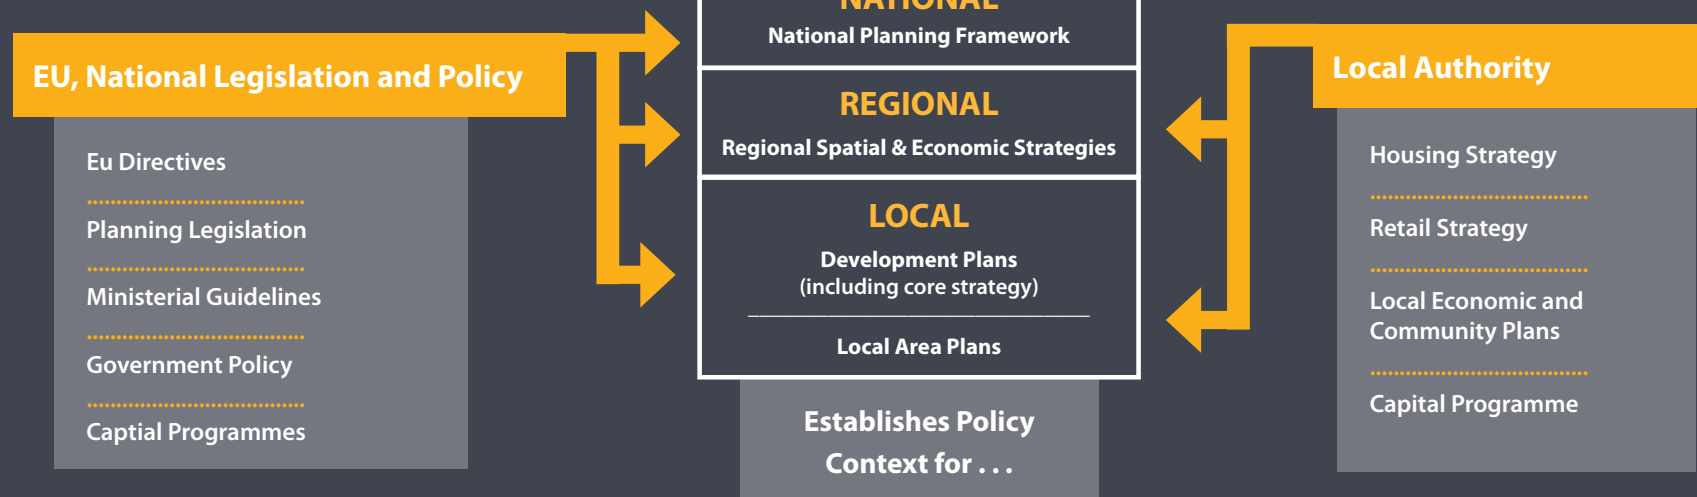 EU, National Legislation and Policy
Eu Directives
Planning Legislation
Ministerial Guidelines
Government Policy
Captial Programmes
NATIONAL
National Planning Framework
REGIONAL
Regional Spatial & Economic Strategies
LOCAL
Development Plans
(including core strategy)
Local Area Plans
Establishes Policy
Context for . . .
Local Authority
Housing Strategy
Retail Strategy
Local Economic and
Community Plans
Capital Programme